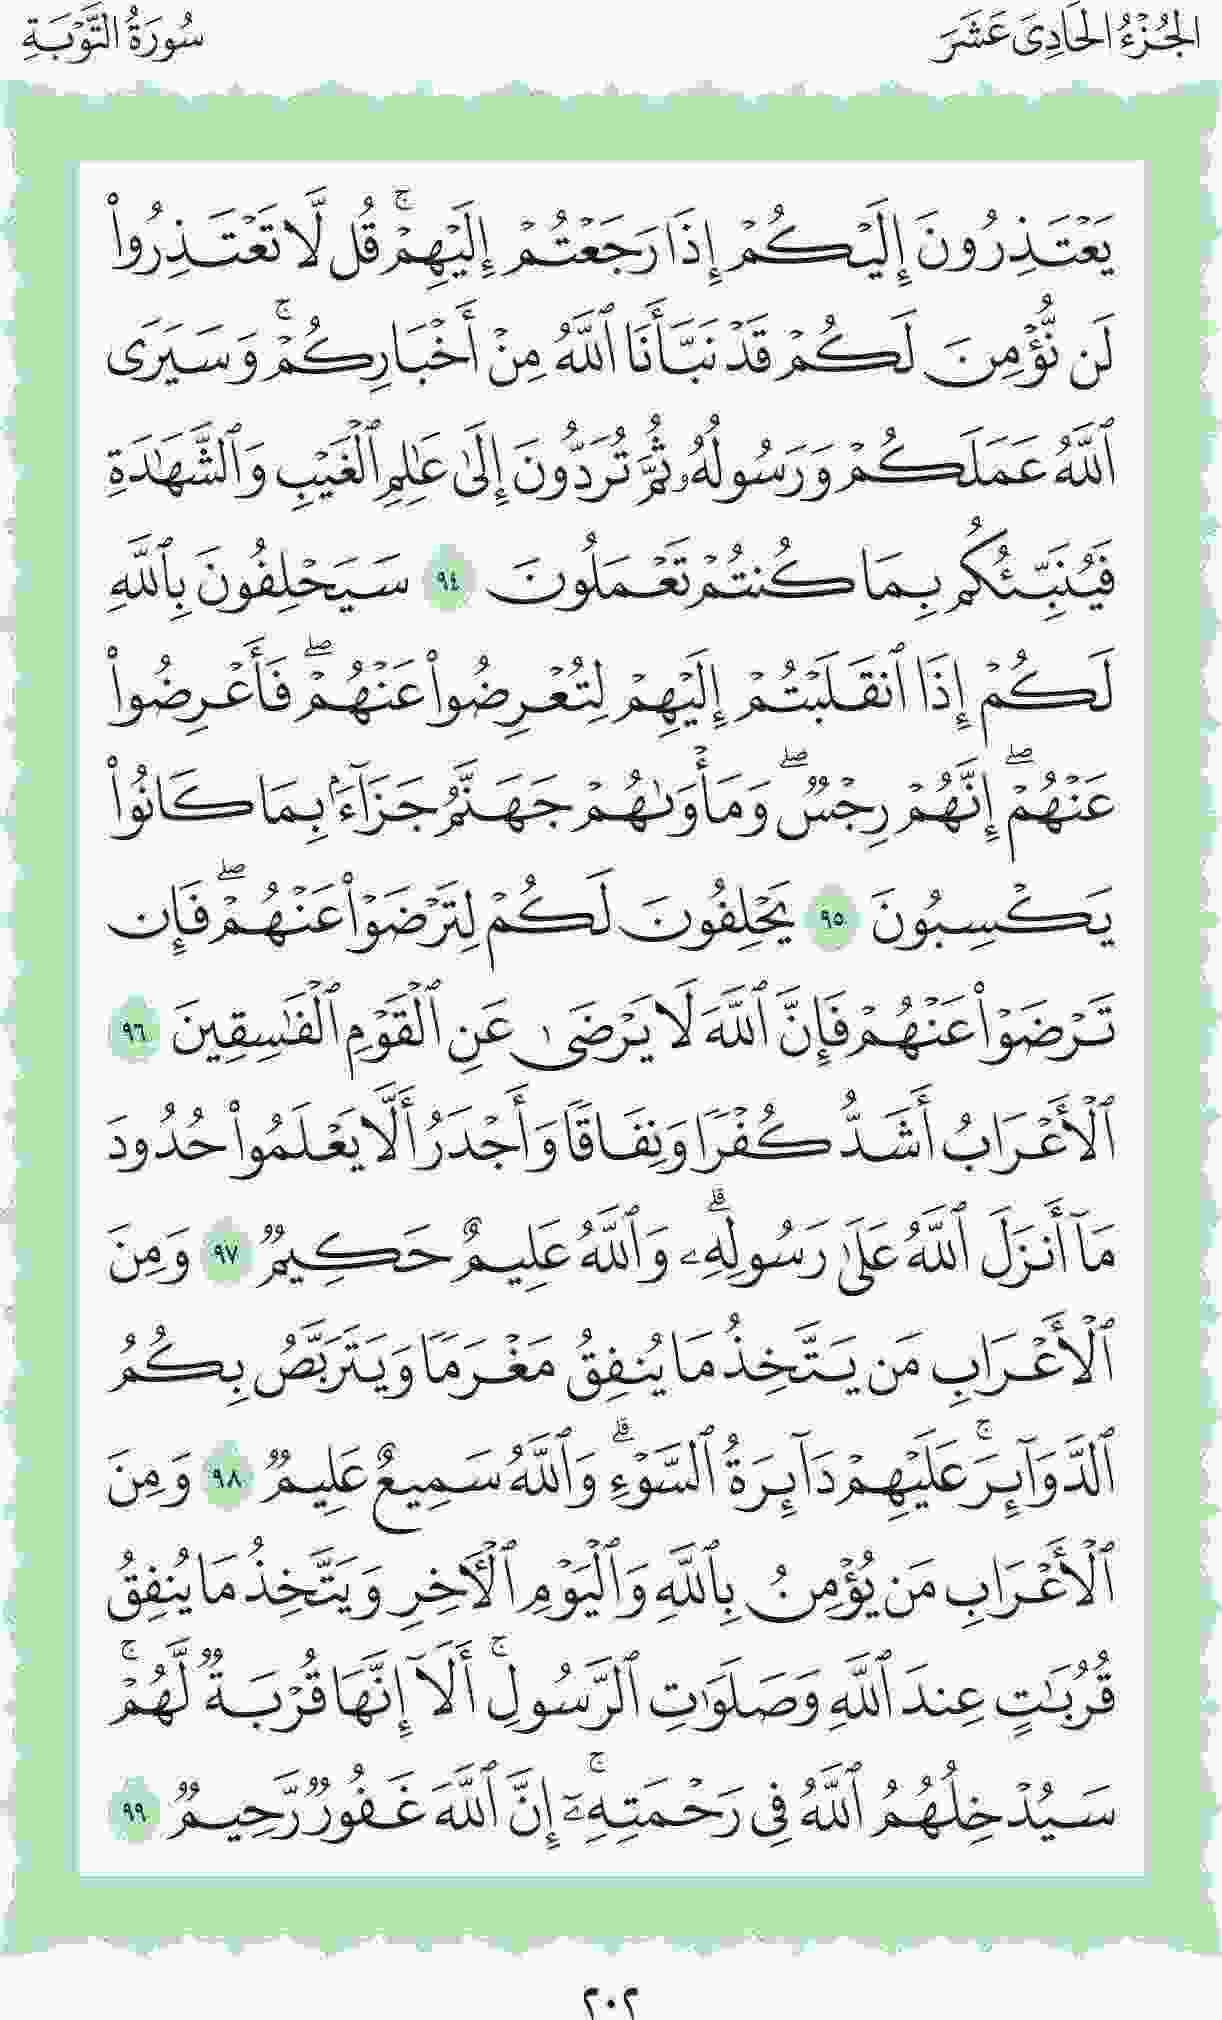 الجُزْءُ الحَادِىَ عَشَرَ
سُورَةُ التَّوْبَةِ
يَعْتَذِرُونَ إِلَيْكُمْ إِذَا رَجَعْتُمْ إِلَيْهِمْۚ قُل لَّا تَعْتَذِرُوا۟
لَن نُّؤْمِنَ لَكُمْ قَدْ نَبَّأَنَا ٱللَّهُ مِنْ أَخْبَارِكُمْۚ وَسَيَرَى
ٱللَّهُ عَمَلَكُمْ وَرَسُولُهُۥ ثُمَّ تُرَدُّونَ إِلَىٰ عَٰلِمِ ٱلْغَيْبِ وَٱلشَّهَٰدَةِ
فَيُنَبِّئُكُم بِمَا كُنتُمْ تَعْمَلُونَ ٩٤ سَيَحْلِفُونَ بِٱللَّهِ
لَكُمْ إِذَا ٱنقَلَبْتُمْ إِلَيْهِمْ لِتُعْرِضُوا۟ عَنْهُمْۖ فَأَعْرِضُوا۟
عَنْهُمْۖ إِنَّهُمْ رِجْسٌۖ وَمَأْوَىٰهُمْ جَهَنَّمُ جَزَآءًۢ بِمَا كَانُوا۟
يَكْسِبُونَ ٩٥ يَحْلِفُونَ لَكُمْ لِتَرْضَوْا۟ عَنْهُمْۖ فَإِن
تَرْضَوْا۟ عَنْهُمْ فَإِنَّ ٱللَّهَ لَا يَرْضَىٰ عَنِ ٱلْقَوْمِ ٱلْفَٰسِقِينَ ٩٦
ٱلْأَعْرَابُ أَشَدُّ كُفْرًا وَنِفَاقًا وَأَجْدَرُ أَلَّا يَعْلَمُوا۟ حُدُودَ
مَآ أَنزَلَ ٱللَّهُ عَلَىٰ رَسُولِهِۦۗ وَٱللَّهُ عَلِيمٌ حَكِيمٌ ٩٧ وَمِنَ
ٱلْأَعْرَابِ مَن يَتَّخِذُ مَا يُنفِقُ مَغْرَمًا وَيَتَرَبَّصُ بِكُمُ
ٱلدَّوَآئِرَۚ عَلَيْهِمْ دَآئِرَةُ ٱلسَّوْءِۗ وَٱللَّهُ سَمِيعٌ عَلِيمٌ ٩٨ وَمِنَ
ٱلْأَعْرَابِ مَن يُؤْمِنُ بِٱللَّهِ وَٱلْيَوْمِ ٱلْءَاخِرِ وَيَتَّخِذُ مَا يُنفِقُ
قُرُبَٰتٍ عِندَ ٱللَّهِ وَصَلَوَٰتِ ٱلرَّسُولِۚ أَلَآ إِنَّهَا قُرْبَةٌ لَّهُمْۚ
سَيُدْخِلُهُمُ ٱللَّهُ فِى رَحْمَتِهِۦٓۚ إِنَّ ٱللَّهَ غَفُورٌ رَّحِيمٌ ٩٩
٢٠٢